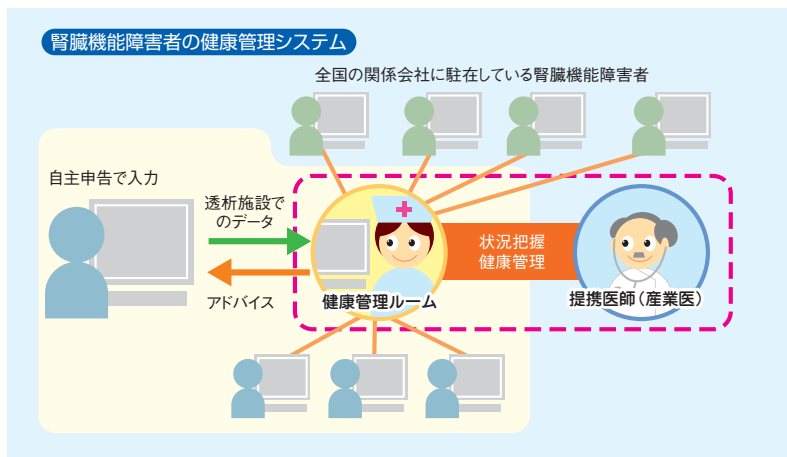 腎臓機能障害者の健康管理システム
全国の関係会社に駐在している腎臓機能障害者
自主申告で入力
透析施設で
のデータ
アドバイス
状況把握
健康管理
健康管理ルーム
提携医師（産業医）